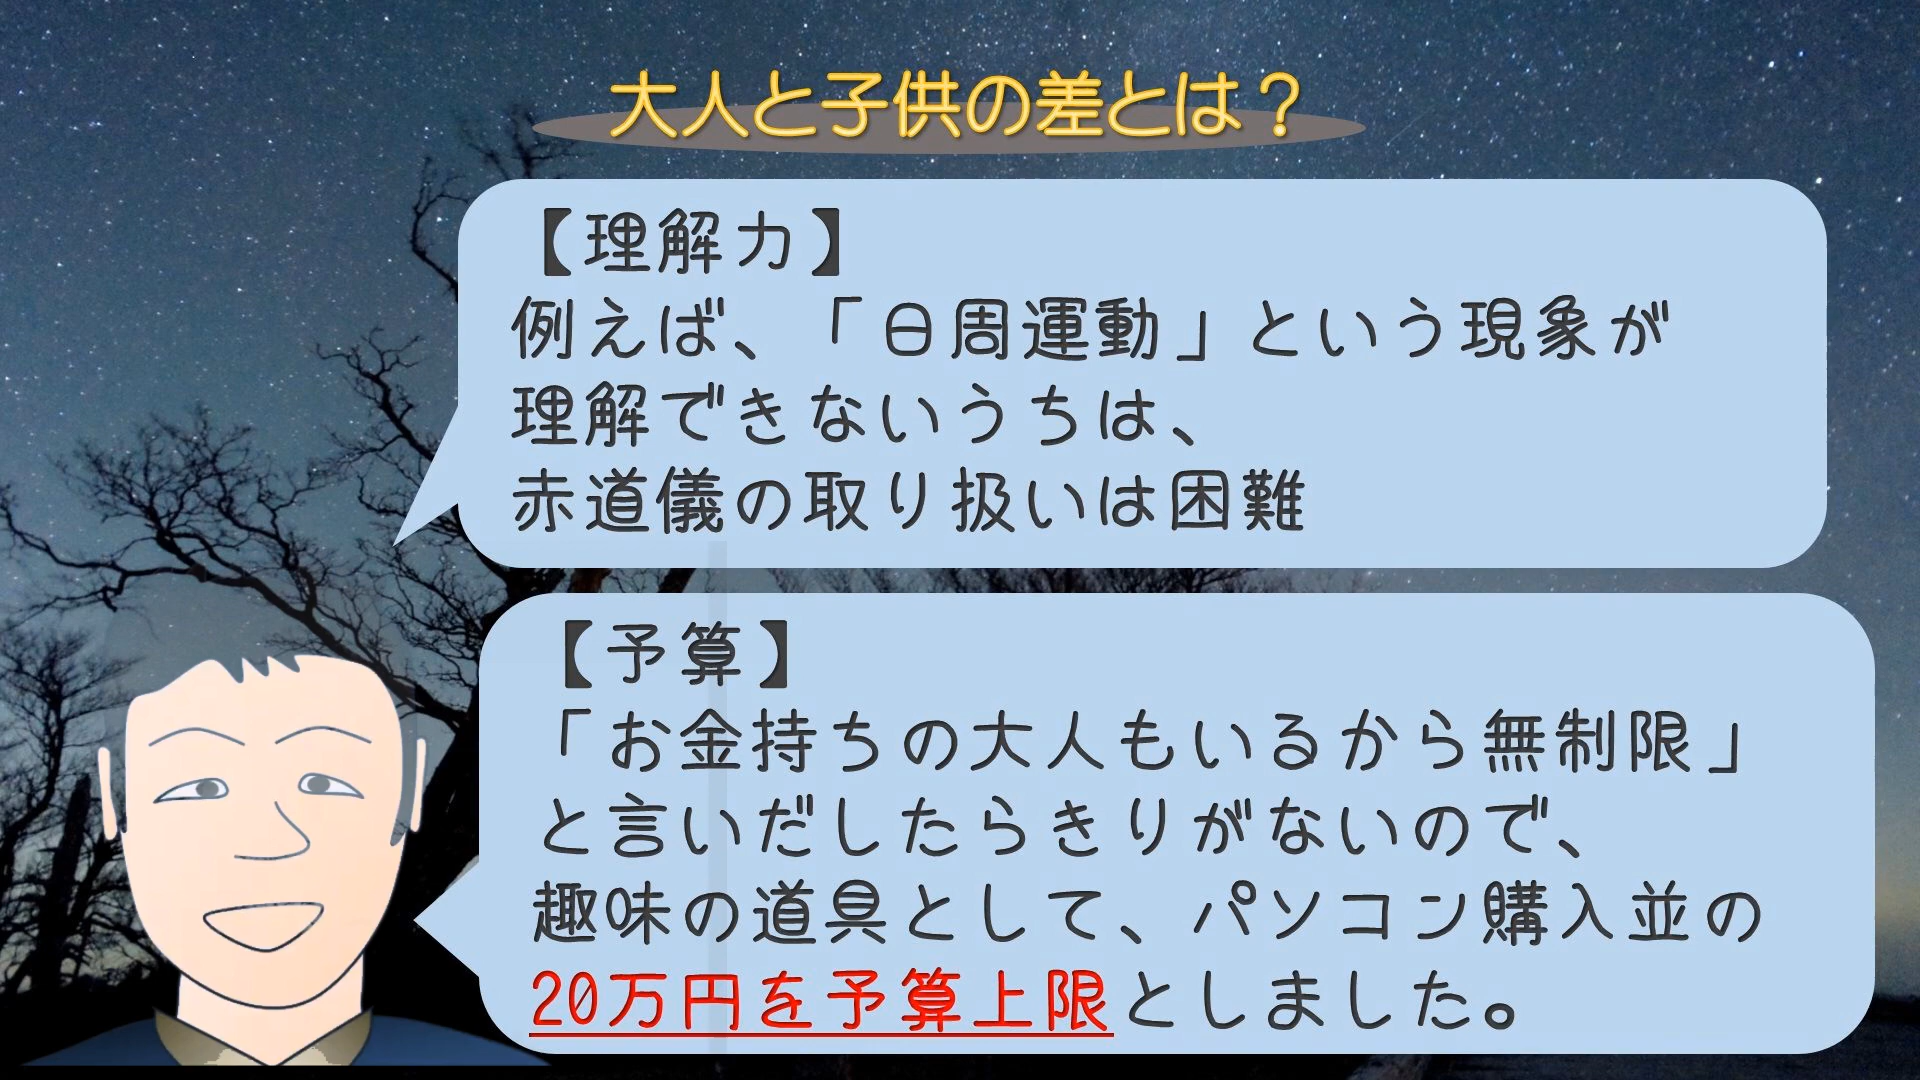 大人と子供の差とは？
【理解力】
例えば、「日周運動」という現象が
理解できないうちは、
赤道儀の取り扱いは困難
【予算】
「お金持ちの大人もいるから無制限」
と言いだしたらきりがないので、
趣味の道具として、パソコン購入並の
20万円を予算上限としました。